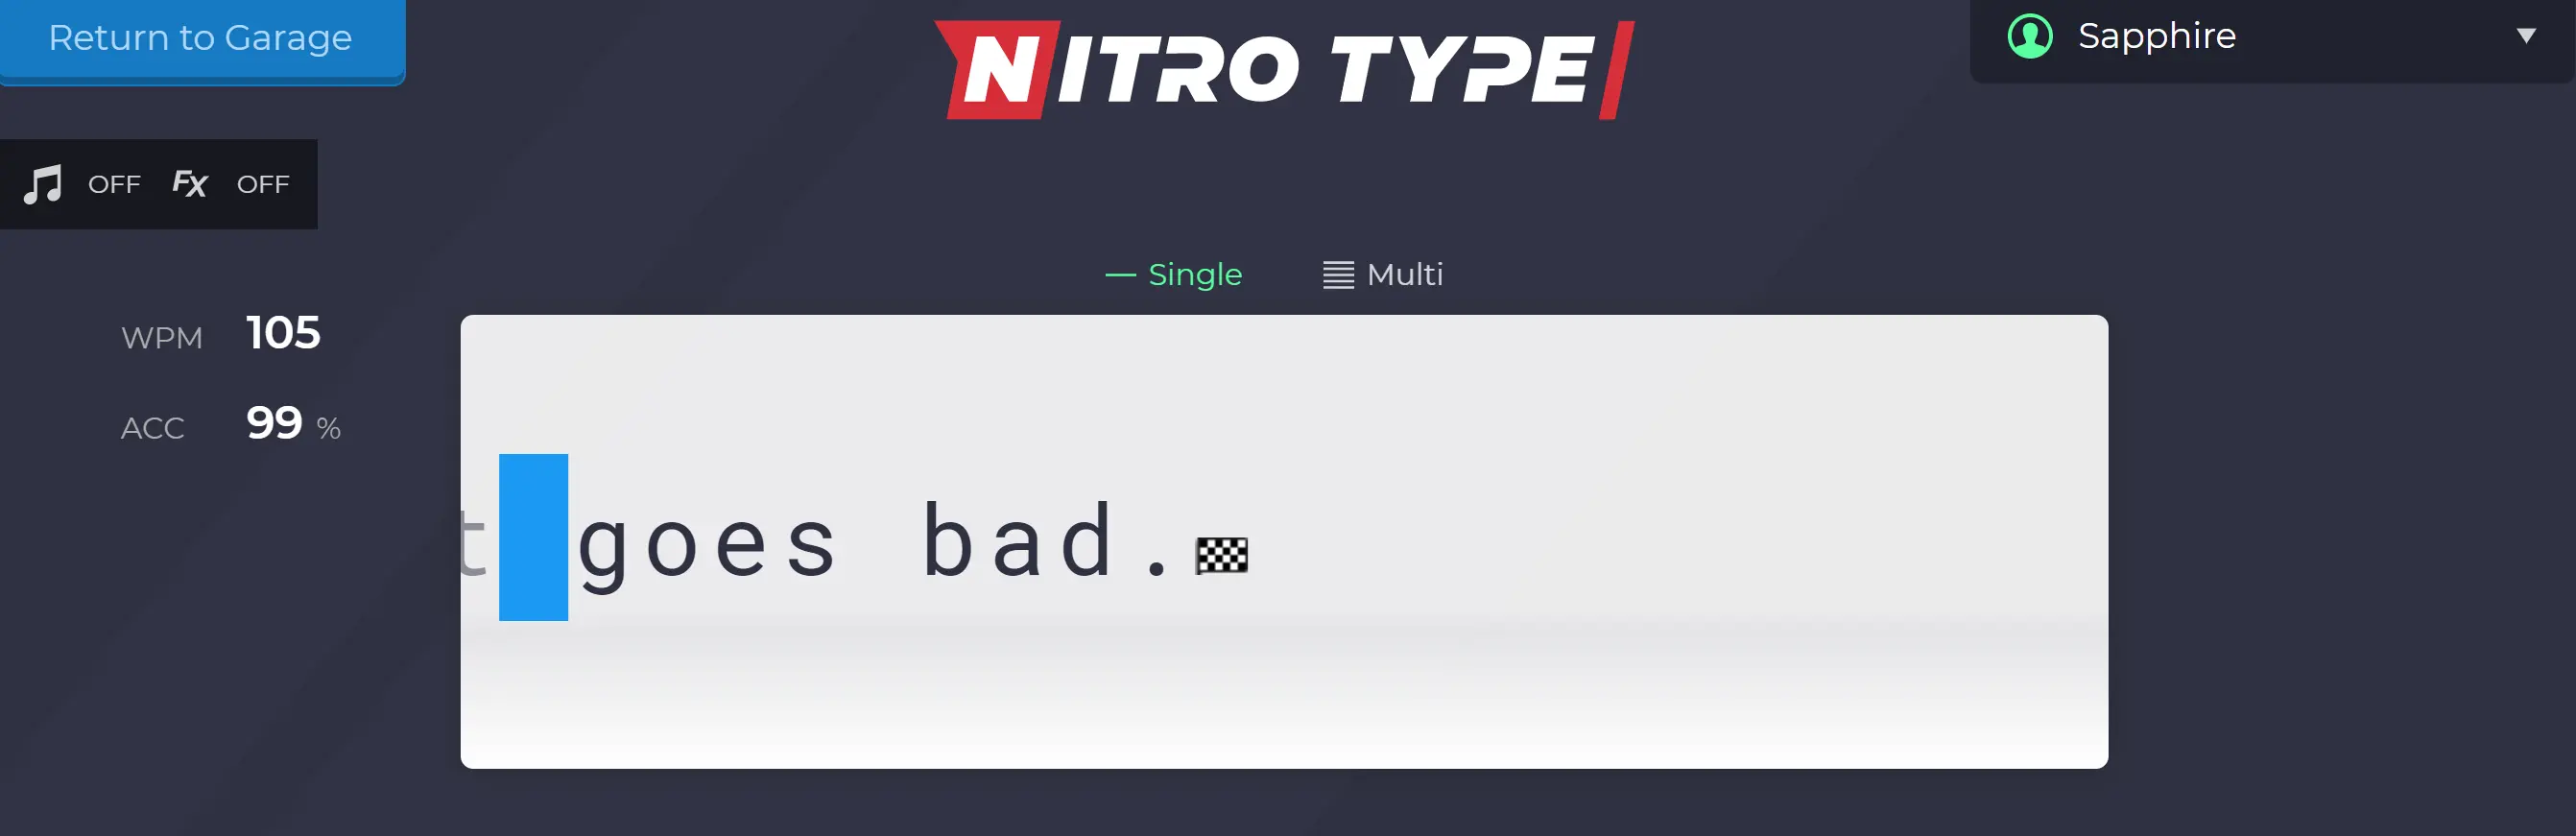 Return to Garage
NITRO TYPE
Sapphire
OFF FX OFF
Single Multi
WPM 105
ACC 99 %
t goes bad.